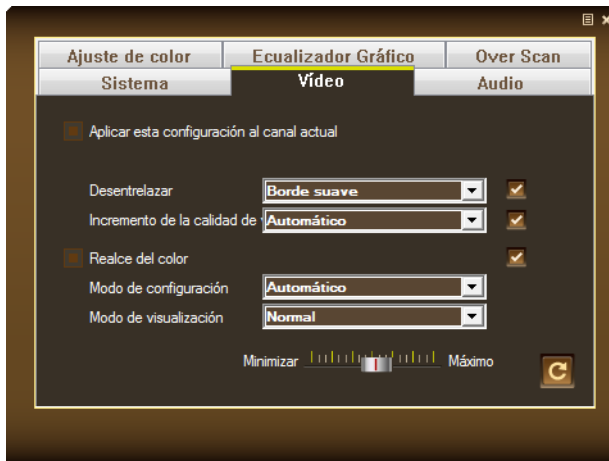 Ajuste de color
Ecualizador Gráfico
Over Scan
Sistema
Vídeo
Audio
Aplicar esta configuración al canal actual
Desentrelazar
Borde suave
Incremento de la calidad de
Automático
Realce del color
Modo de configuración
Automático
Modo de visualización
Normal
Minimizar
Máximo